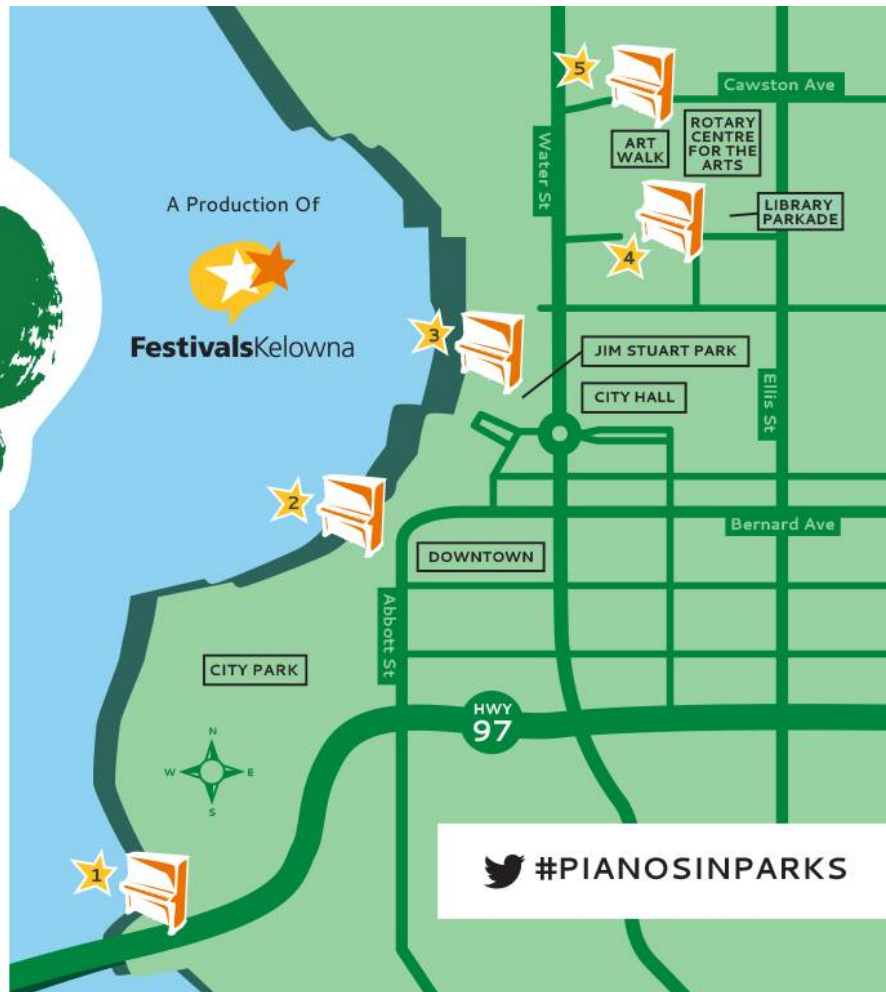 5
Cawston Ave
ART
WALK
ROTARY
CENTRE
FOR THE
ARTS
Water St
A Production Of
LIBRARY
PARKADE
4
FestivalsKelowna
3
JIM STUART PARK
CITY HALL
Ellis St
2
Bernard Ave
DOWNTOWN
Abbott St
CITY PARK
HWY
97
N
W
E
S
1
#PIANOSINPARKS